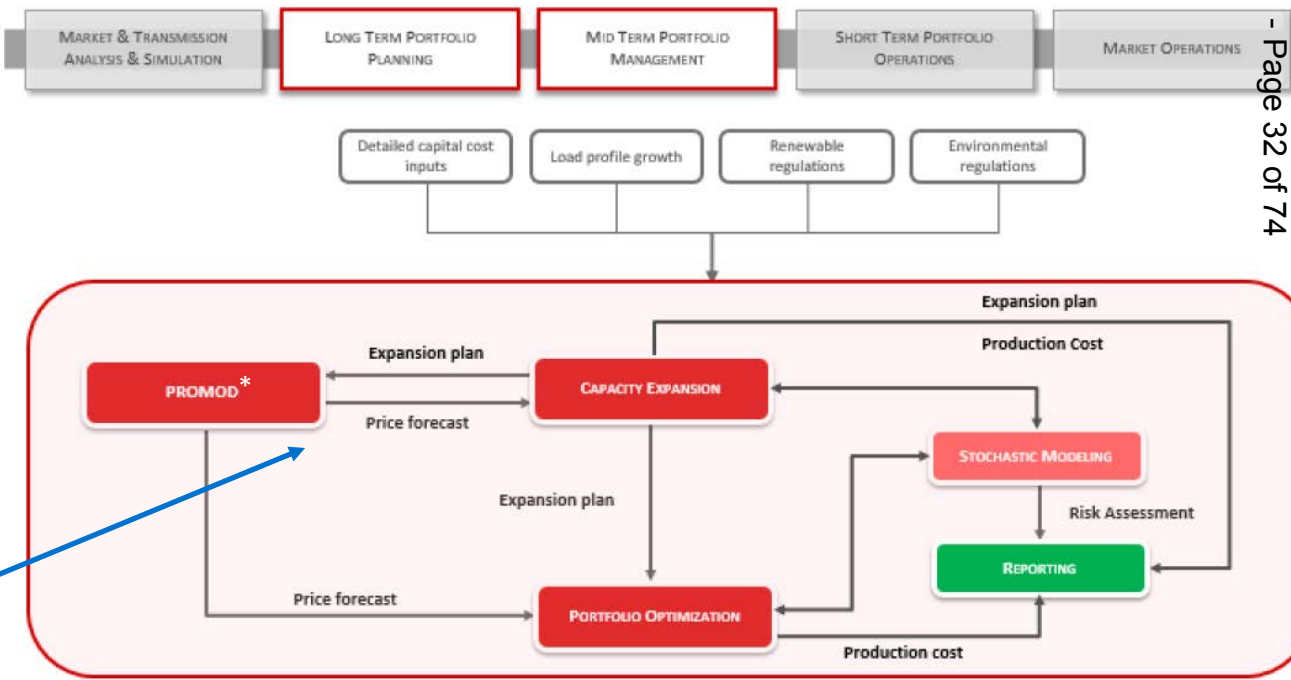 MARKET & TRANSMISSION
ANALYSIS & SIMULATION
LONG TERM PORTFOLIO
PLANNING
MID TERM PORTFOLIO
MANAGEMENT
SHORT TERM PORTFOLIO
OPERATIONS
MARKET OPERATIONS
- Page 32 of 74
Detailed capital cost
inputs
Load profile growth
Renewable
regulations
Environmental
regulations
Expansion plan
Production Cost
Expansion plan
PROMOD*
CAPACITY EXPANSION
Price forecast
STOCHASTIC MODELING
Expansion plan
Risk Assessment
REPORTING
Price forecast
PORTFOLIO OPTIMIZATION
Production cost